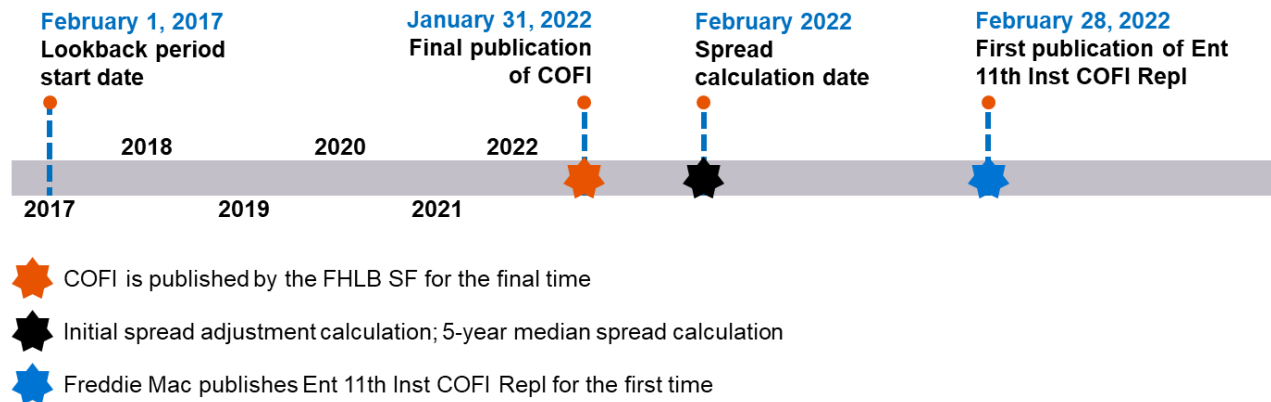 February 1, 2017
Lookback period
start date
January 31, 2022
Final publication
of COFI
February 2022
Spread
calculation date
February 28, 2022
First publication of Ent
11th Inst COFI Repl
2018
2020
2022
2017
2019
2021
COFI is published by the FHLB SF for the final time
Initial spread adjustment calculation; 5-year median spread calculation
Freddie Mac publishes Ent 11th Inst COFI Repl for the first time